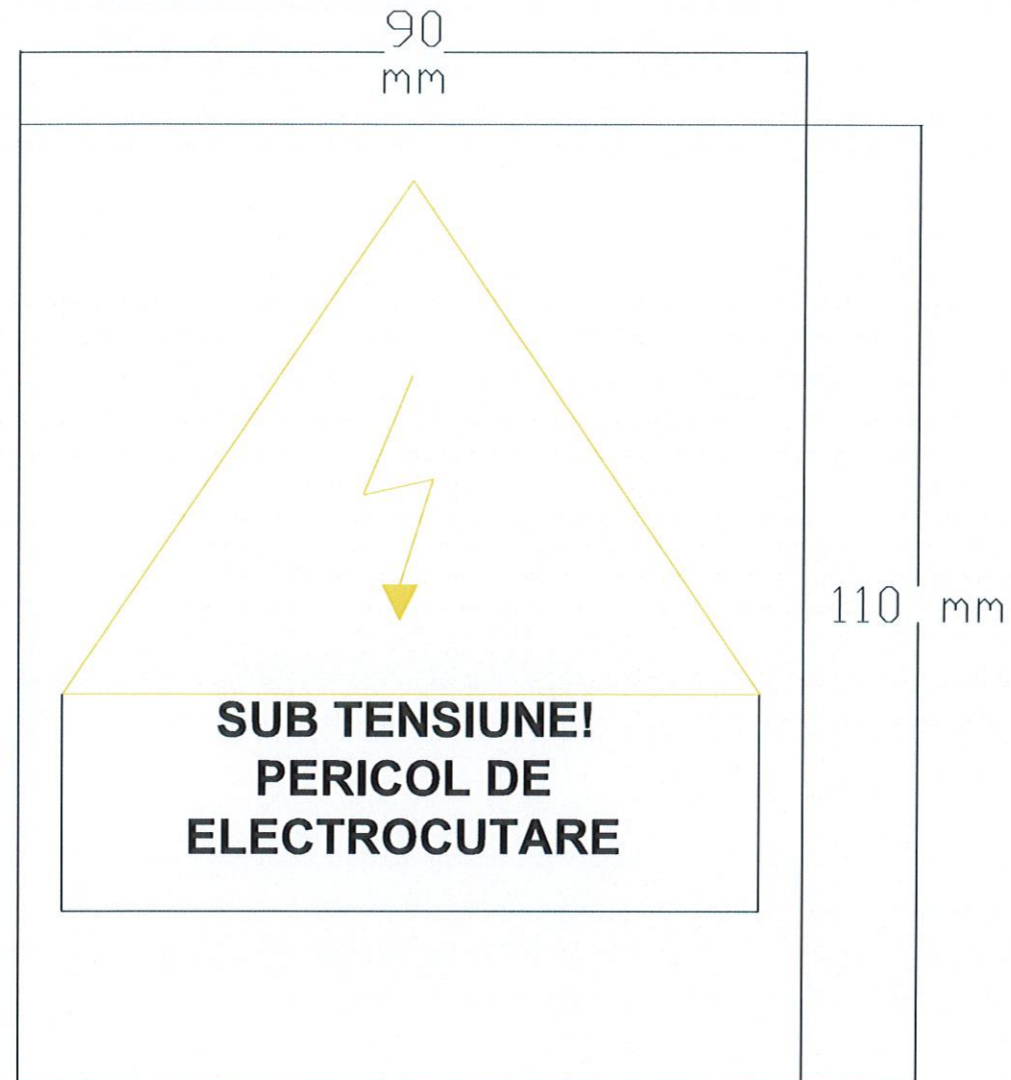 90
mm
110 mm
SUB TENSIUNE!
PERICOL DE
ELECTROCUTARE